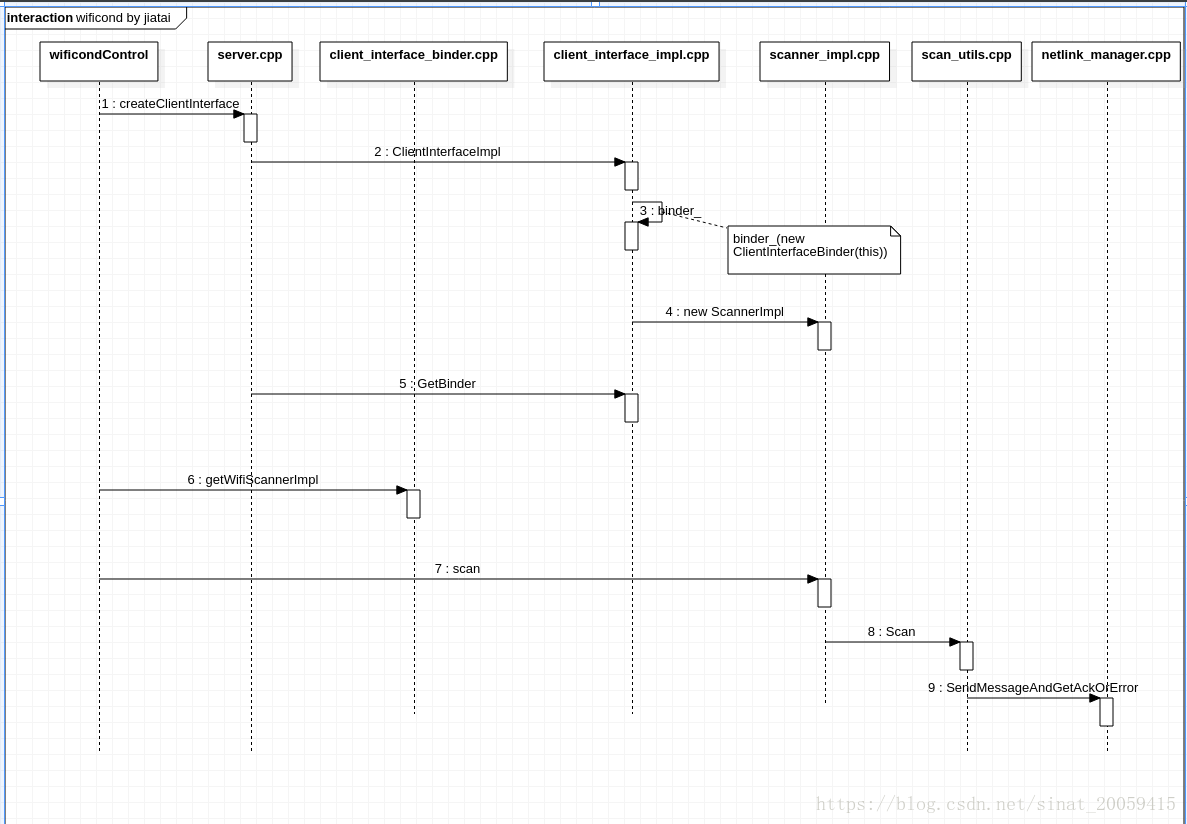 interaction wificond by jiatai
wificondControl
server.cpp
client_interface_binder.cpp
client_interface_impl.cpp
scanner_impl.cpp
scan_utils.cpp
netlink_manager.cpp
1 : createClientInterface
2 : ClientInterfaceImpl
3 : binder_
binder_(new
ClientInterfaceBinder(this))
4 : new ScannerImpl
5 : GetBinder
6 : getWifiScannerImpl
7 : scan
8 : Scan
9 : SendMessageAndGetAckOrError
https://blog.csdn.net/sinat_20059415